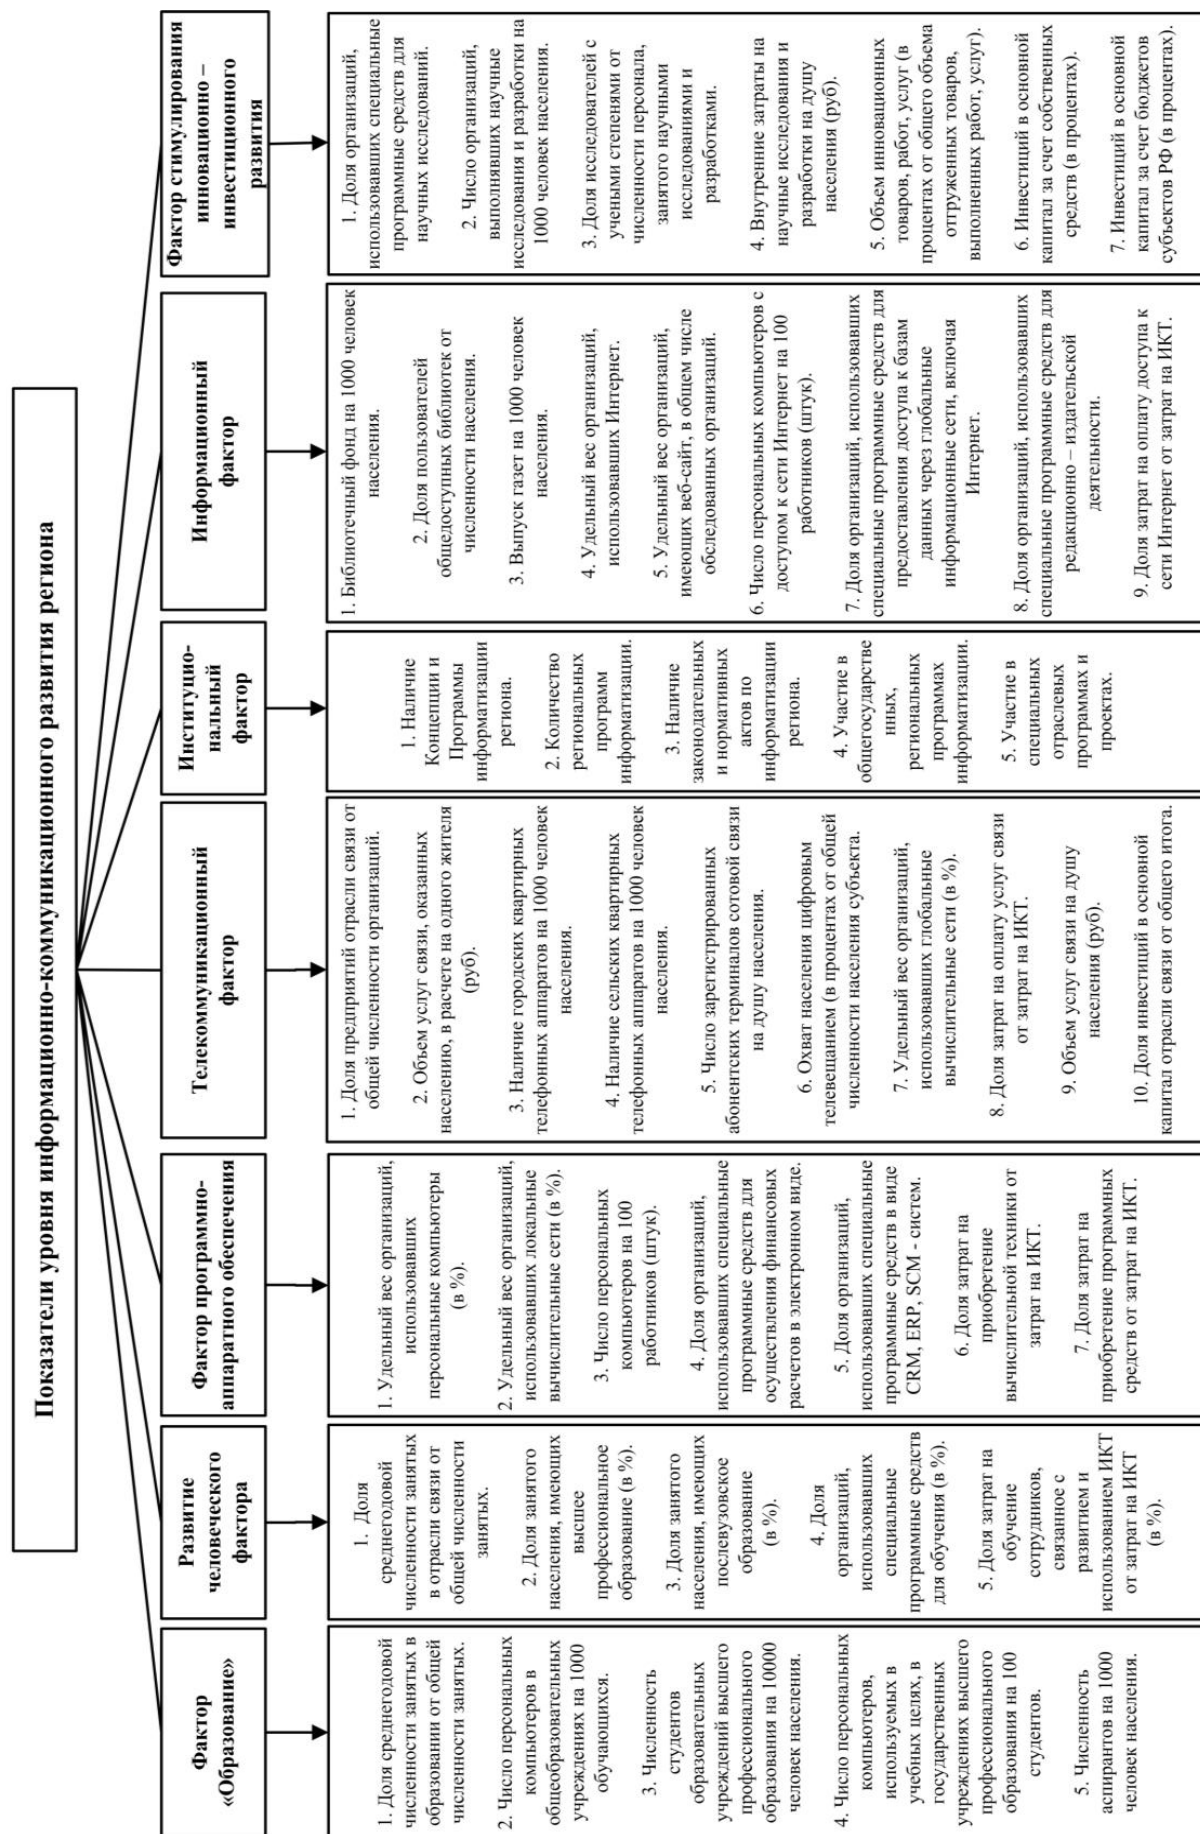 Показатели уровня информационно-коммуникационного развития региона
Фактор
«Образование»
1. Доля среднегодовой
численности занятых в
образовании от общей
численности занятых.
2. Число персональных
компьютеров в
общеобразовательных
учреждениях на 1000
обучающихся.
3. Численность
студентов
образовательных
учреждений высшего
профессионального
образования на 10000
человек населения.
4. Число персональных
компьютеров,
используемых в
учебных целях, в
государственных
учреждениях высшего
профессионального
образования на 100
студентов.
5. Численность
аспирантов на 1000
человек населения.
Развитие
человеческого
фактора
1. Доля
среднегодовой
численности занятых
в отрасли связи от
общей численности
занятых.
2. Доля занятого
населения, имеющих
высшее
профессиональное
образование (в %).
3. Доля занятого
населения, имеющих
послевузовское
образование
(в %).
4. Доля
организаций,
использовавших
специальные
программные средств
для обучения (в %).
5. Доля затрат на
обучение
сотрудников,
связанное с
развитием и
использованием ИКТ
от затрат на ИКТ
(в %).
Фактор программно-
аппаратного обеспечения
1. Удельный вес организаций,
использовавших
персональные компьютеры
(в %).
2. Удельный вес организаций,
использовавших локальные
вычислительные сети (в %).
3. Число персональных
компьютеров на 100
работников (штук).
4. Доля организаций,
использовавших специальные
программные средств для
осуществления финансовых
расчетов в электронном виде.
5. Доля организаций,
использовавших специальные
программные средств в виде
CRM, ERP, SCM - систем.
6. Доля затрат на
приобретение
вычислительной техники от
затрат на ИКТ.
7. Доля затрат на
приобретение программных
средств от затрат на ИКТ.
Телекоммуникационный
фактор
1. Доля предприятий отрасли связи от
общей численности организаций.
2. Объем услуг связи, оказанных
населению, в расчете на одного жителя
(руб).
3. Наличие городских квартирных
телефонных аппаратов на 1000 человек
населения.
4. Наличие сельских квартирных
телефонных аппаратов на 1000 человек
населения.
5. Число зарегистрированных
абонентских терминалов сотовой связи
на душу населения.
6. Охват населения цифровым
телевещанием (в процентах от общей
численности населения субъекта.
7. Удельный вес организаций,
использовавших глобальные
вычислительные сети (в %).
8. Доля затрат на оплату услуг связи
от затрат на ИКТ.
9. Объем услуг связи на душу
населения (руб).
10. Доля инвестиций в основной
капитал отрасли связи от общего итога.
Институцио-
нальный
фактор
1. Наличие
Концепции и
Программы
информатизации
региона.
2. Количество
региональных
программ
информатизации.
3. Наличие
законодательных
и нормативных
актов по
информатизации
региона.
4. Участие в
общегосударстве
нных,
региональных
программах
информатизации.
5. Участие в
специальных
отраслевых
программах и
проектах.
Информационный
фактор
1. Библиотечный фонд на 1000 человек
населения.
2. Доля пользователей
общедоступных библиотек от
численности населения.
3. Выпуск газет на 1000 человек
населения.
4. Удельный вес организаций,
использовавших Интернет.
5. Удельный вес организаций,
имеющих веб-сайт, в общем числе
обследованных организаций.
6. Число персональных компьютеров с
доступом к сети Интернет на 100
работников (штук).
7. Доля организаций, использовавших
специальные программные средств для
предоставления доступа к базам
данных через глобальные
информационные сети, включая
Интернет.
8. Доля организаций, использовавших
специальные программные средств для
редакционно – издательской
деятельности.
9. Доля затрат на оплату доступа к
сети Интернет от затрат на ИКТ.
Фактор стимулирования
инновационно –
инвестиционного
развития
1. Доля организаций,
использовавших специальные
программные средств для
научных исследований.
2. Число организаций,
выполнявших научные
исследования и разработки на
1000 человек населения.
3. Доля исследователей с
учеными степенями от
численности персонала,
занятого научными
исследованиями и
разработками.
4. Внутренние затраты на
научные исследования и
разработки на душу
населения (руб).
5. Объем инновационных
товаров, работ, услуг (в
процентах от общего объема
отгруженных товаров,
выполненных работ, услуг).
6. Инвестиций в основной
капитал за счет собственных
средств (в процентах).
7. Инвестиций в основной
капитал за счет бюджетов
субъектов РФ (в процентах).